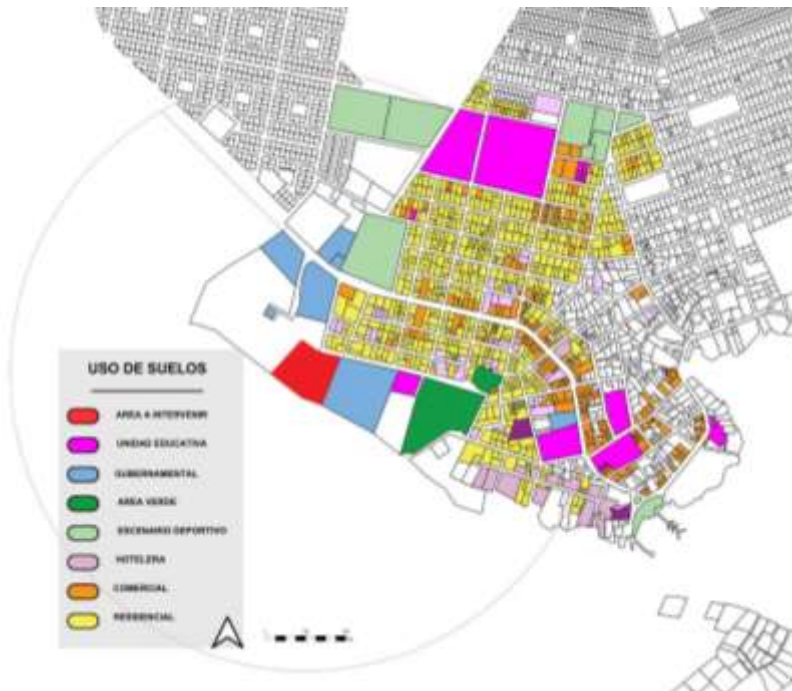 USO DE SUELOS
AREA A INTERVENIR
UNIDAD EDUCATIVA
GUBERNAMENTAL
AREA VERDE
ESCENARIO DEPORTIVO
HOTELERA
COMERCIAL
RESIDENCIAL